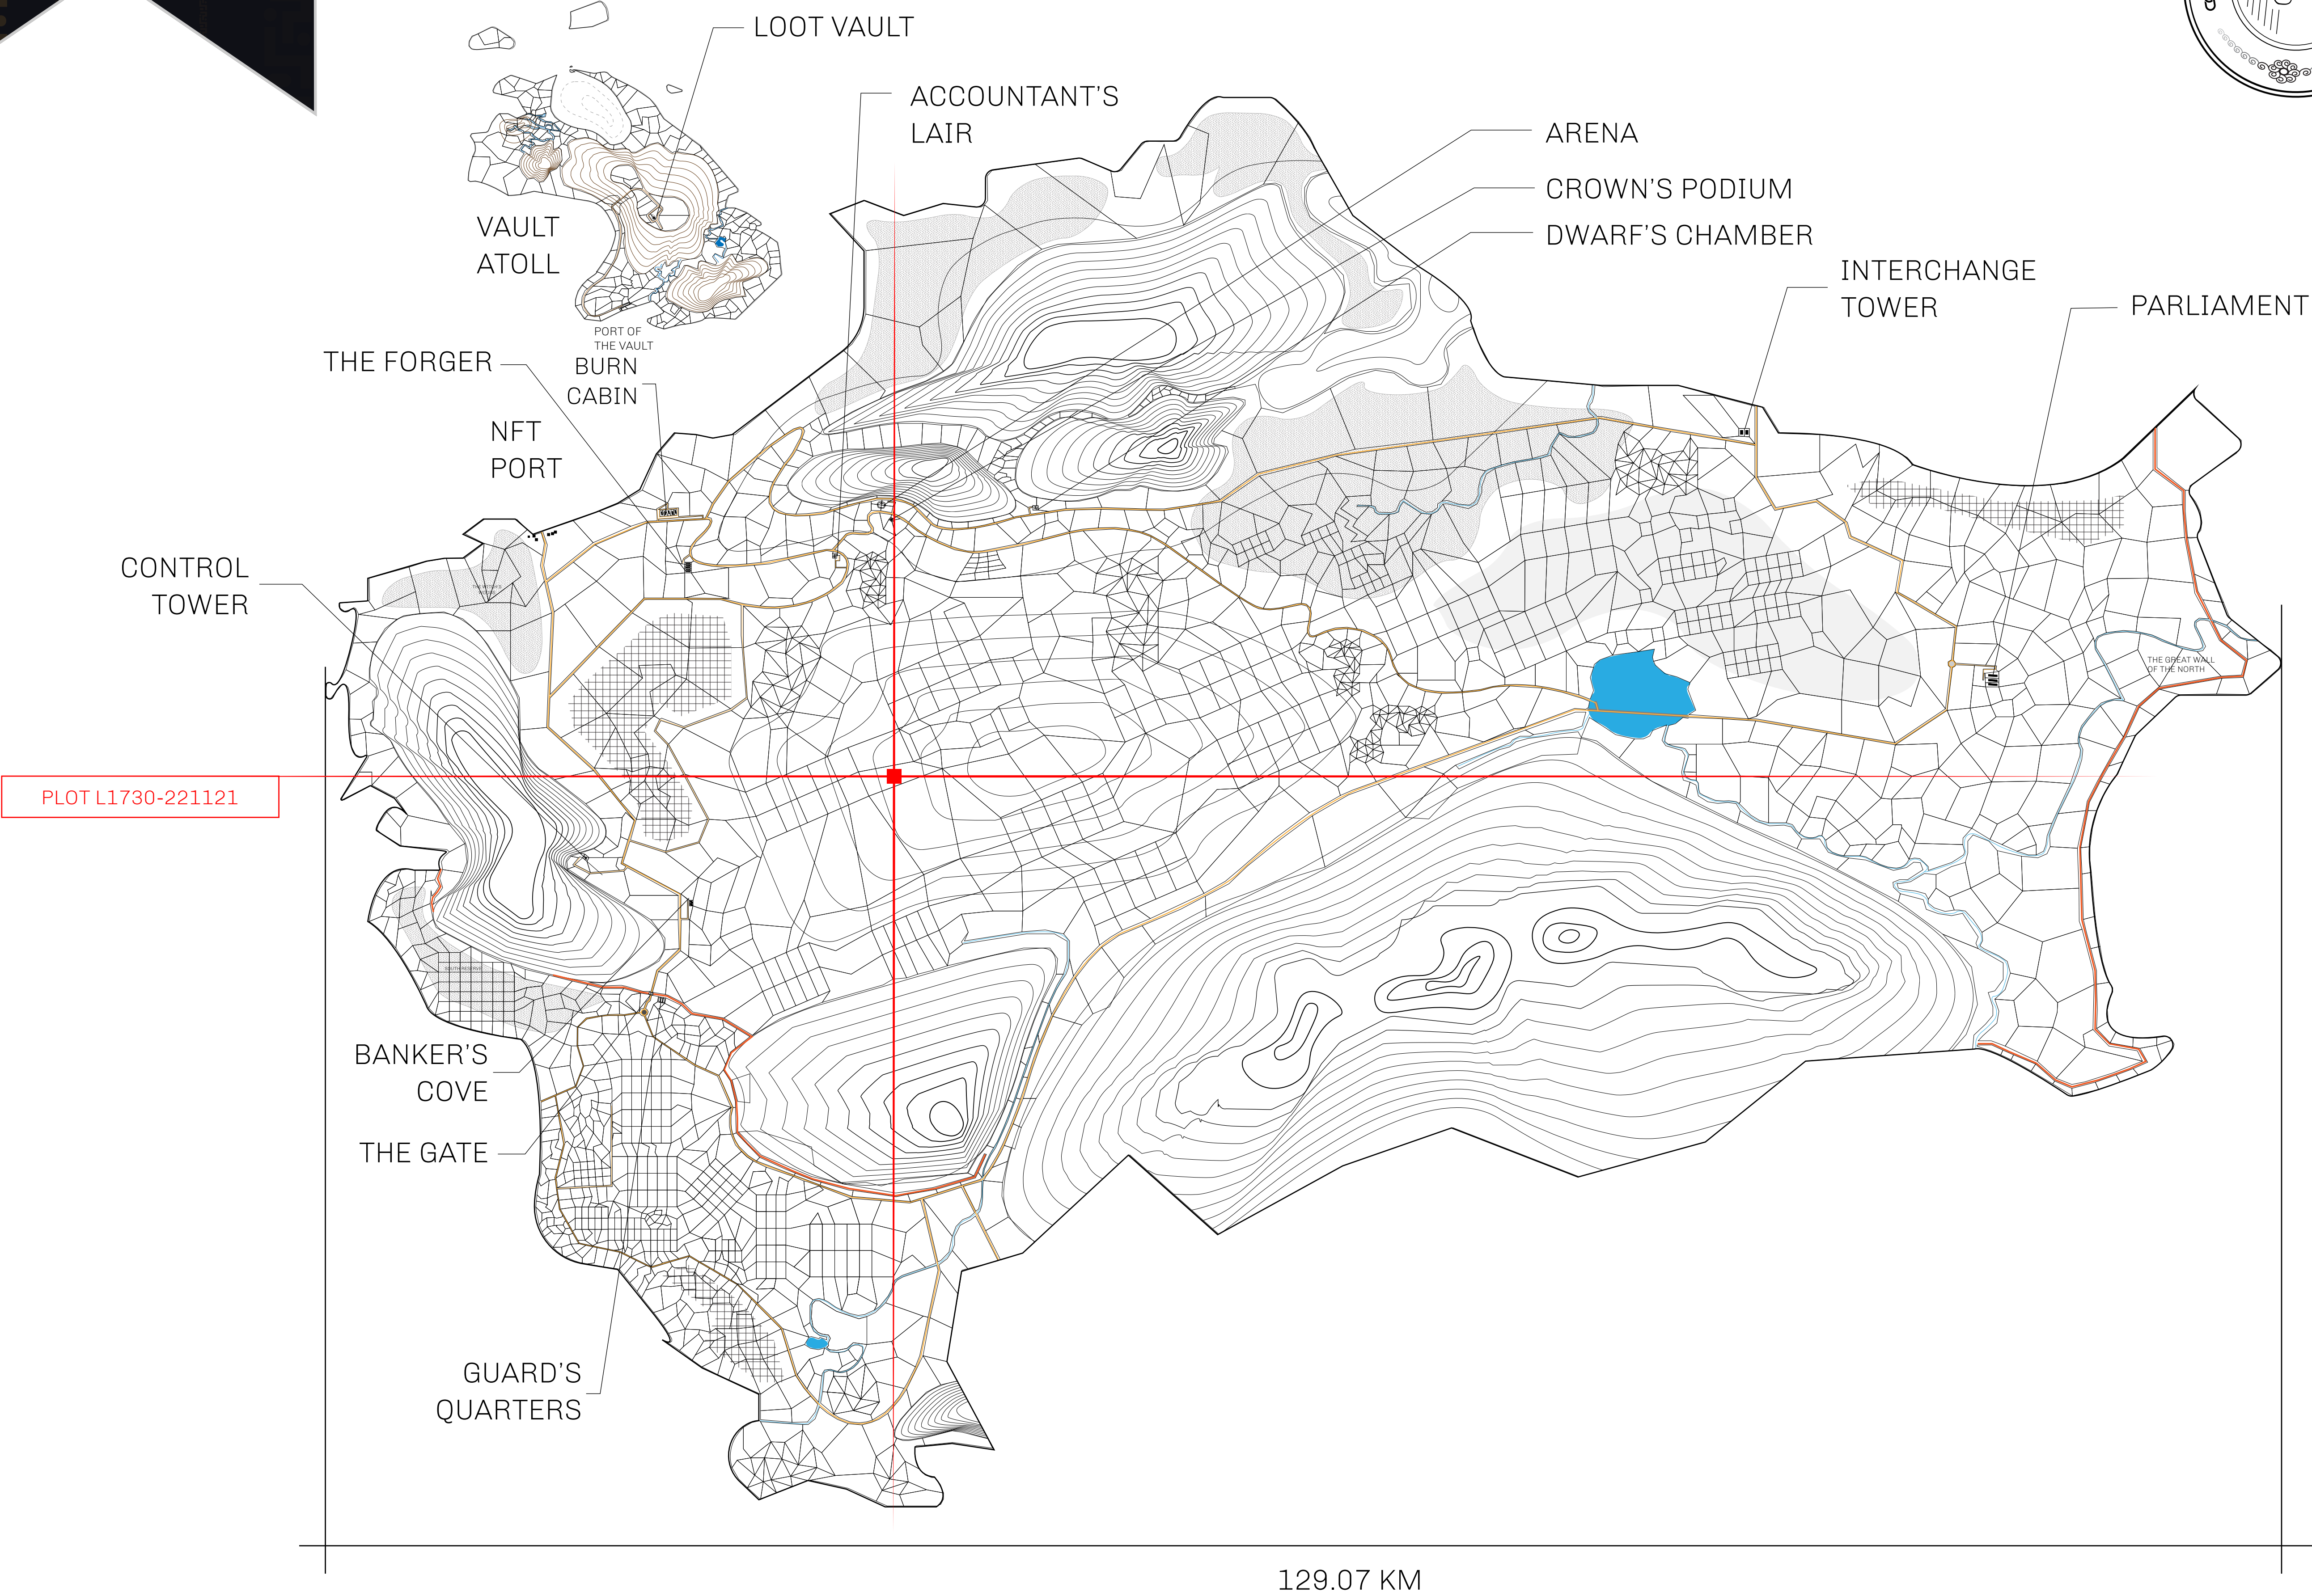 LOOT VAULT
ACCOUNTANT'S
LAIR
ARENA
CROWN'S PODIUM
DWARF'S CHAMBER
INTERCHANGE
TOWER
PARLIAMENT
VAULT
ATOLL
PORT OF
THE VAULT
THE FORGER
BURN
CABIN
NFT
PORT
CONTROL
TOWER
THE GREAT WALL
OF THE NORTH
PLOT L1730-221121
SOUTH RESERVE
BANKER'S
COVE
THE GATE
GUARD'S
QUARTERS
129.07 KM